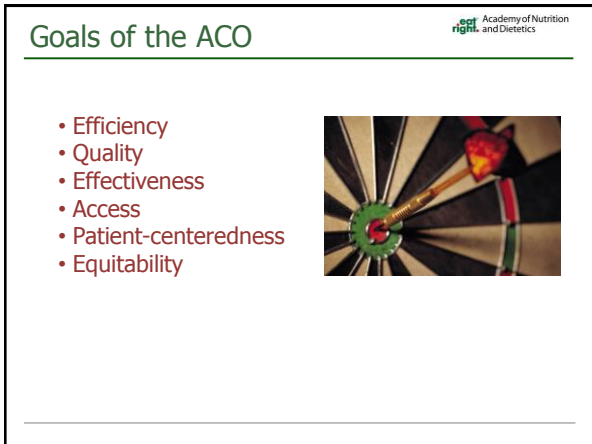 Goals of the ACO
eat right. Academy of Nutrition
and Dietetics
• Efficiency
• Quality
• Effectiveness
• Access
• Patient-centeredness
• Equitability